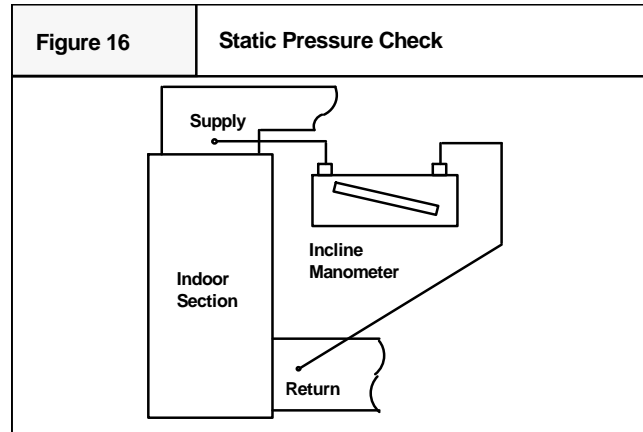 Figure 16
Static Pressure Check
Supply
Incline
Manometer
Indoor
Section
Return